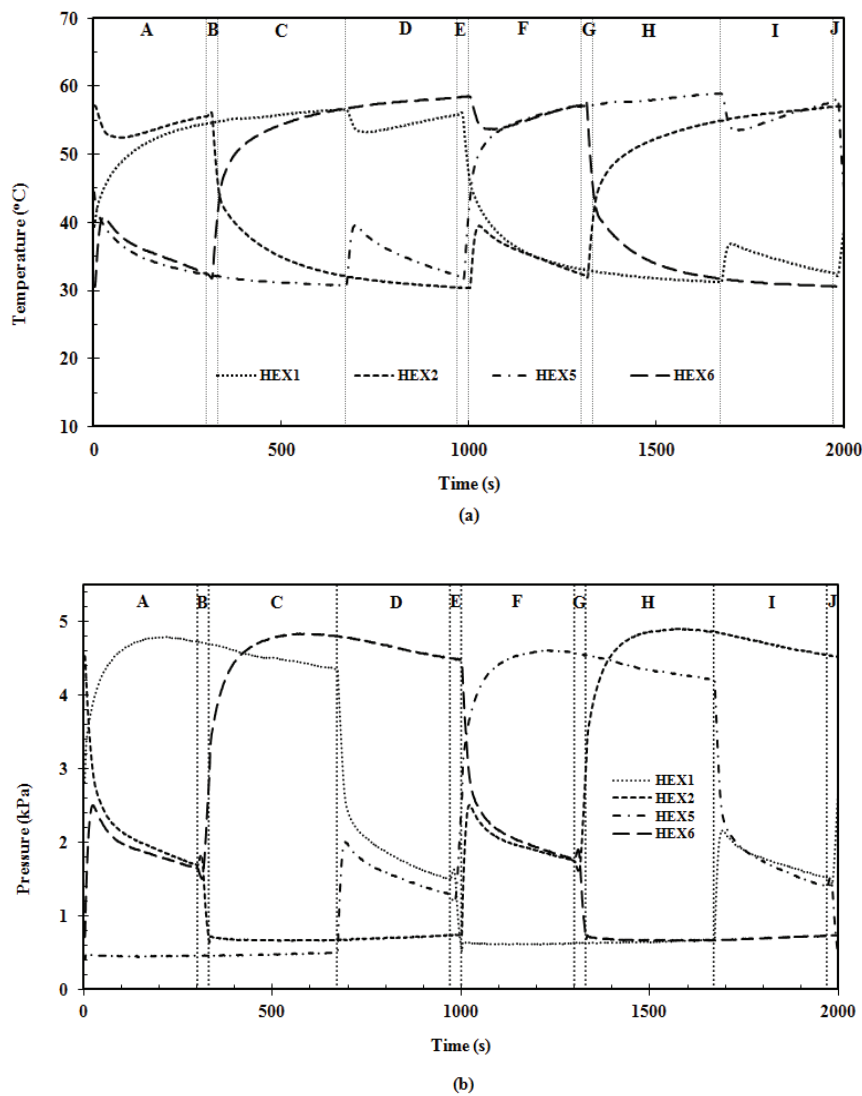 70
A B C D E F G H I J
60
50
40
30
20
10
Temperature (°C)
HEX1 HEX2 HEX5 HEX6
0 500 1000 1500 2000
Time (s)
(a)
A B C D E F G H I J
5
4
3
2
1
0
Pressure (kPa)
HEX1
HEX2
HEX5
HEX6
0 500 1000 1500 2000
Time (s)
(b)